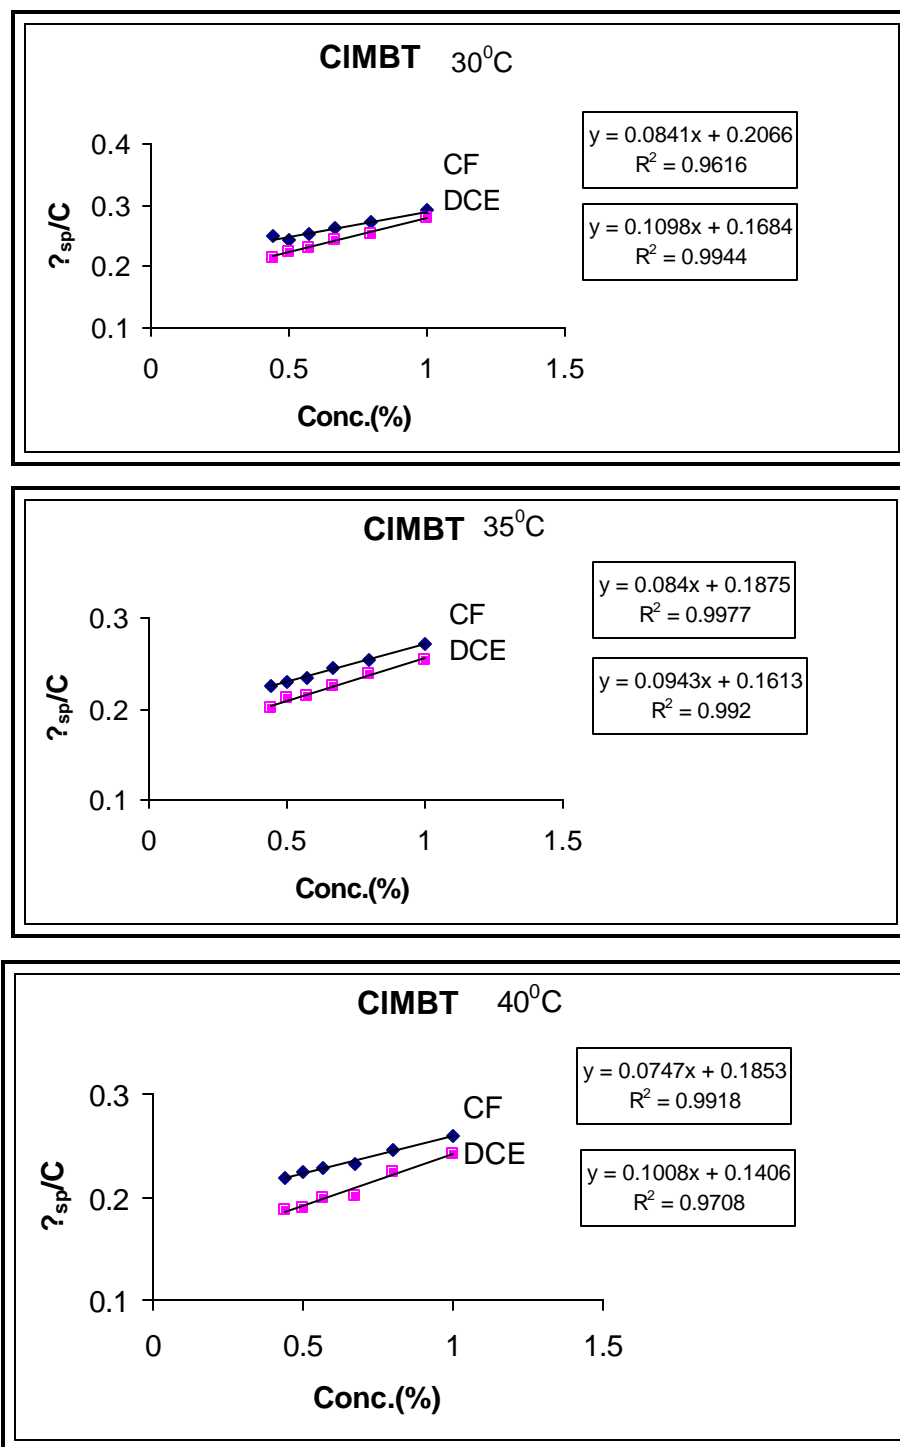 CIMBT 30⁰C
y = 0.0841x + 0.2066
R² = 0.9616
y = 0.1098x + 0.1684
R² = 0.9944
CF
DCE
0.4
0.3
0.2
0.1
?sp/C
0 0.5 1 1.5
Conc.(%)
CIMBT 35⁰C
y = 0.084x + 0.1875
R² = 0.9977
y = 0.0943x + 0.1613
R² = 0.992
CF
DCE
0.3
0.2
0.1
?sp/C
0 0.5 1 1.5
Conc.(%)
CIMBT 40⁰C
y = 0.0747x + 0.1853
R² = 0.9918
y = 0.1008x + 0.1406
R² = 0.9708
CF
DCE
0.3
0.2
0.1
?sp/C
0 0.5 1 1.5
Conc.(%)